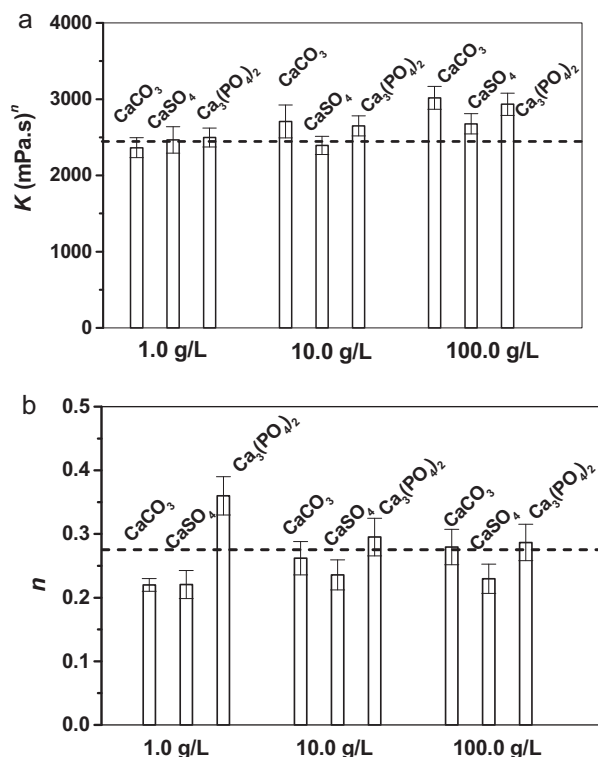 a
K (mPa.s)ⁿ
4000
3000
2000
1000
0
CaCO₃
CaSO₄
Ca₃(PO₄)₂
CaCO₃
CaSO₄
Ca₃(PO₄)₂
CaCO₃
CaSO₄
Ca₃(PO₄)₂
1.0 g/L
10.0 g/L
100.0 g/L
b
n
0.5
0.4
0.3
0.2
0.1
0.0
CaCO₃
CaSO₄
Ca₃(PO₄)₂
CaCO₃
CaSO₄
Ca₃(PO₄)₂
CaCO₃
CaSO₄
Ca₃(PO₄)₂
1.0 g/L
10.0 g/L
100.0 g/L